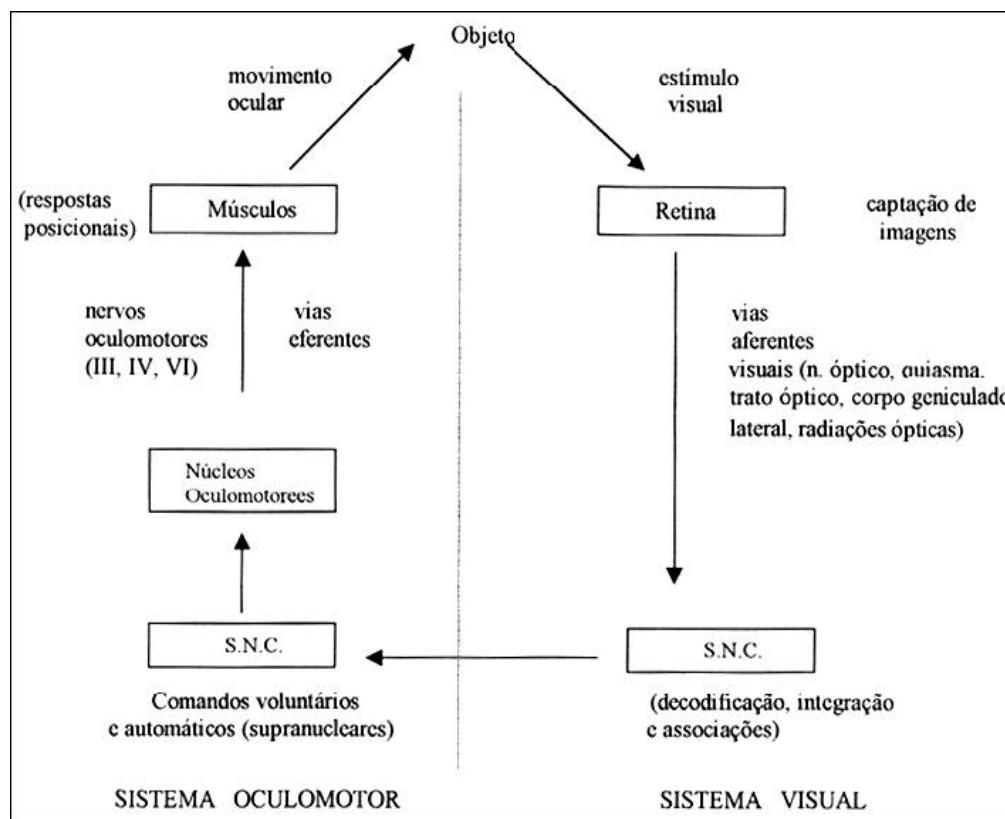 Objeto
movimento
ocular
estímulo
visual
(respostas
posicionais)
Músculos
Retina
captação de
imagens
nervos
oculomotores
(III, IV, VI)
vias
eferentes
vias
aferentes
visuais (n. óptico, quiasma.
trato óptico, corpo geniculado
lateral, radiações ópticas)
Núcleos
Oculomotorees
S.N.C.
S.N.C.
Comandos voluntários
e automáticos (supranucleares)
(decodificação, integração
e associações)
SISTEMA OCULOMOTOR
SISTEMA VISUAL